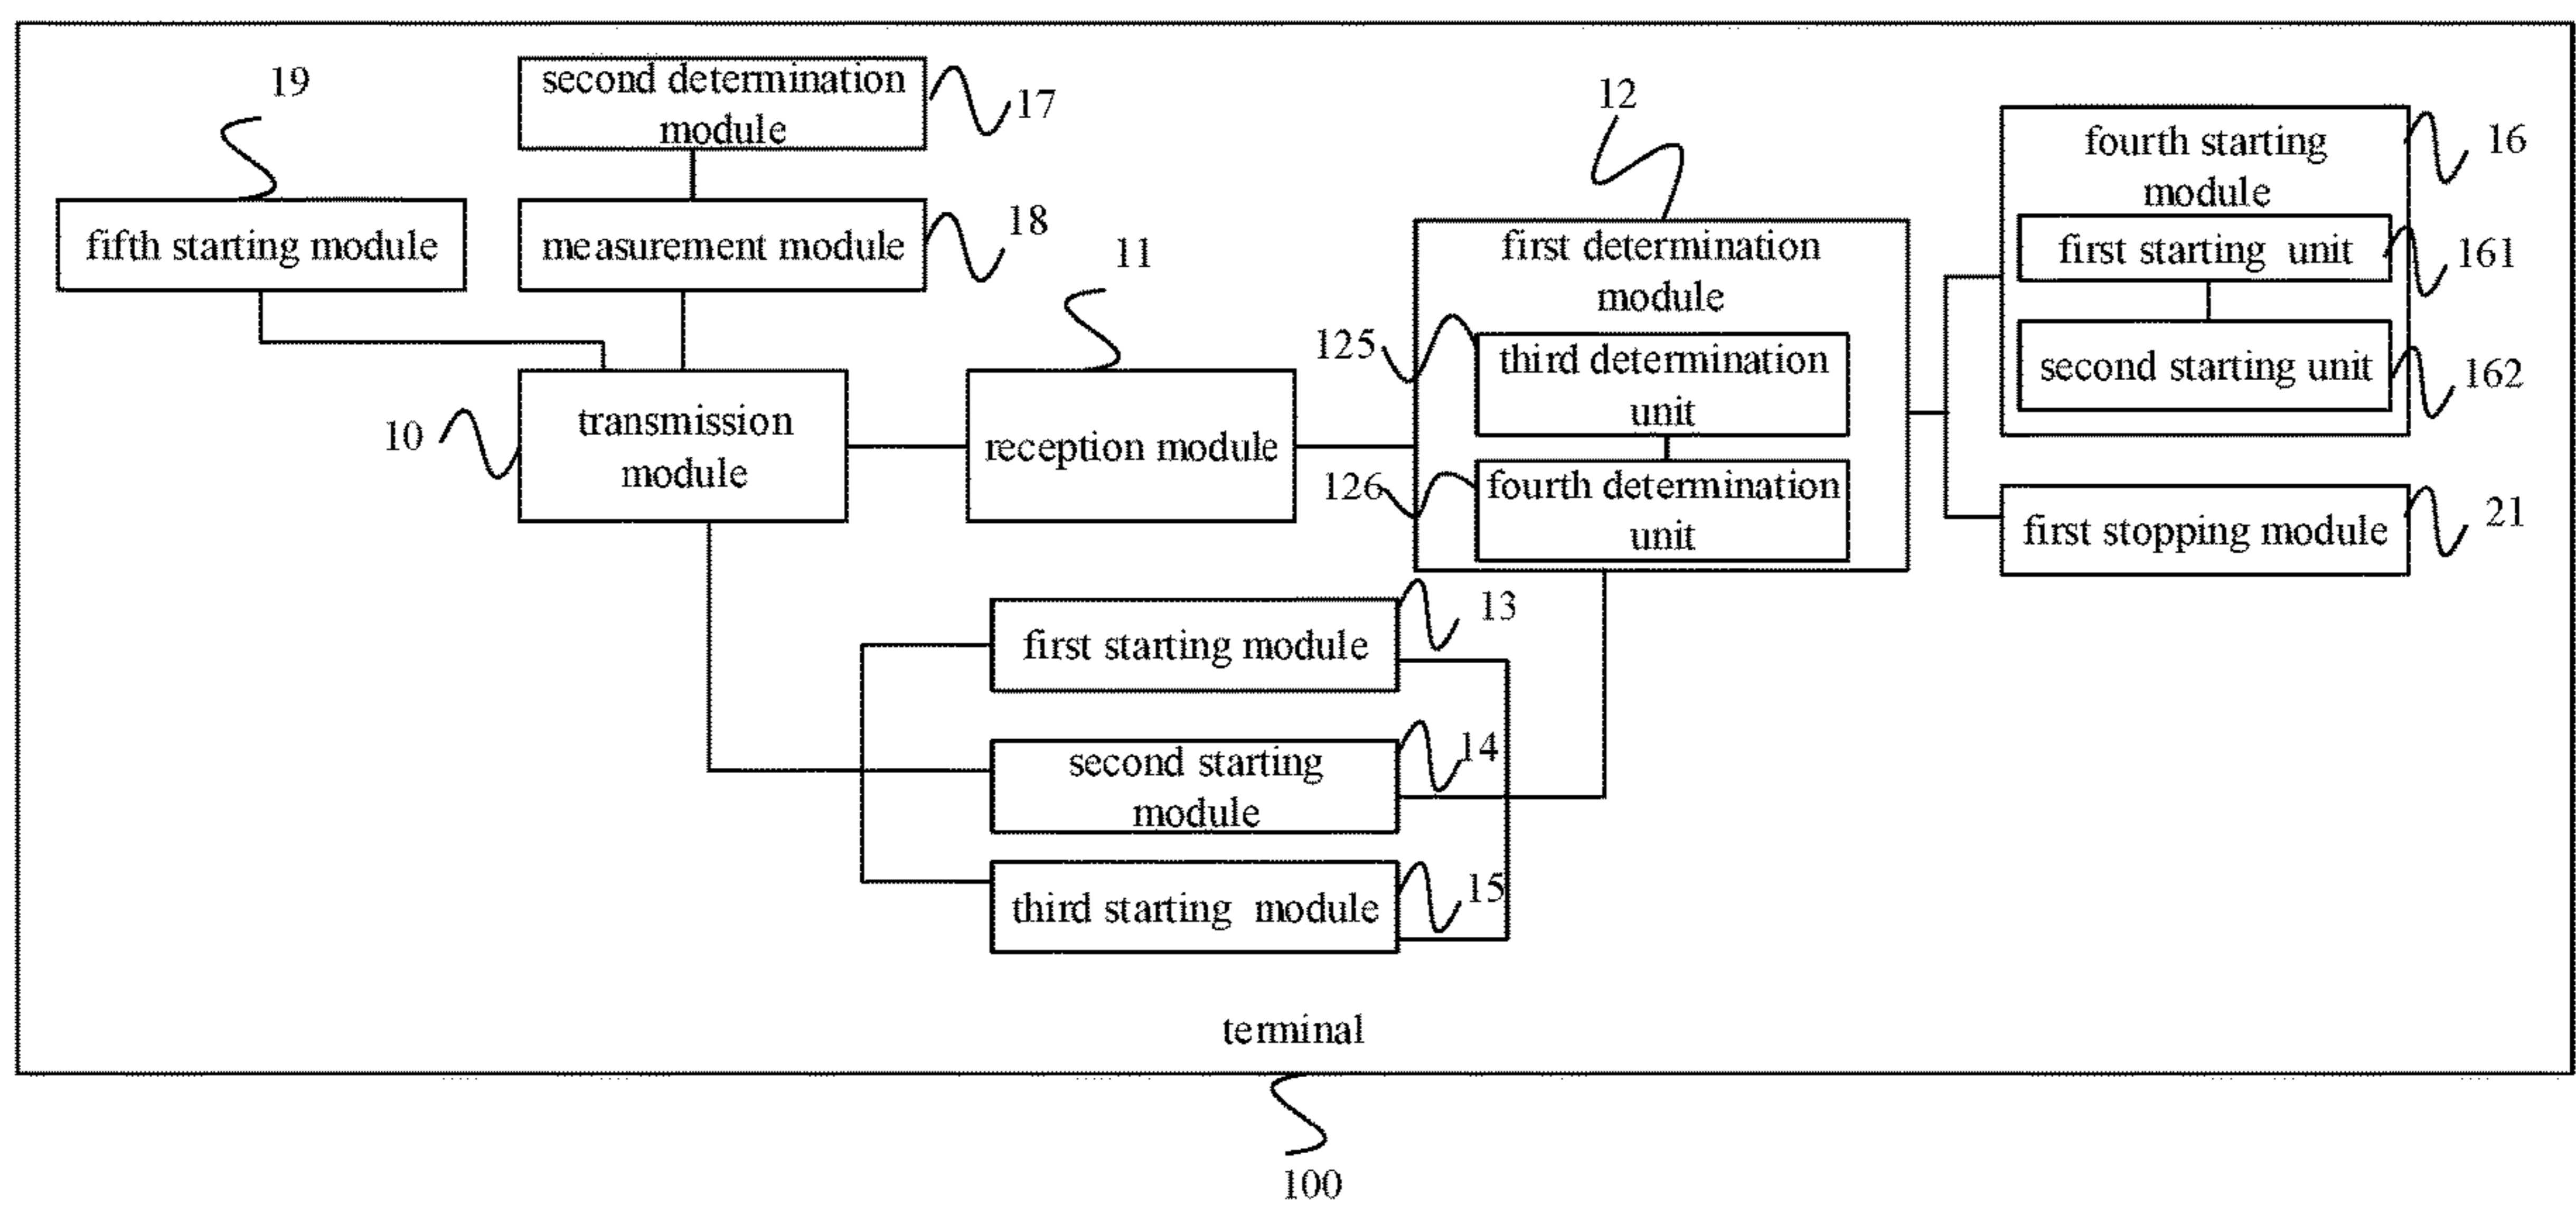 19
second determination
module
17
fifth starting module
measurement module
18
11
10
transmission
module
reception module
12
first determination
module
125
third determination
unit
126
fourth determination
unit
fourth starting
module
16
first starting unit
161
second starting unit
162
first stopping module
21
first starting module
13
second starting
module
14
third starting module
15
terminal
100